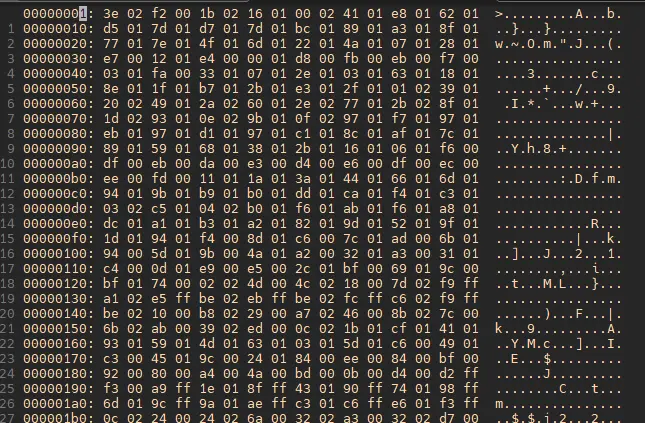 00000001: 3e 02 f2 00 1b 02 16 01 00 02 41 01 e8 01 62 01 >.........A...b.
1 00000010: d5 01 7d 01 d7 01 7d 01 bc 01 89 01 a3 01 8f 01 ..}...}.........
2 00000020: 77 01 7e 01 4f 01 6d 01 22 01 4a 01 07 01 28 01 w.~.O.m.".J...(.
3 00000030: e7 00 12 01 e4 00 00 01 d8 00 fb 00 eb 00 f7 00 ................
4 00000040: 03 01 fa 00 33 01 07 01 2e 01 03 01 63 01 18 01 ....3.......c...
5 00000050: 8e 01 1f 01 b7 01 2b 01 e3 01 2f 01 01 02 39 01 ......+.../...9.
6 00000060: 20 02 49 01 2a 02 60 01 2e 02 77 01 2b 02 8f 01  .I.*.`...w.+...
7 00000070: 1d 02 93 01 0e 02 9b 01 0f 02 97 01 f7 01 97 01 ................
8 00000080: eb 01 97 01 d1 01 97 01 c1 01 8c 01 af 01 7c 01 ..............|.
9 00000090: 89 01 59 01 68 01 38 01 2b 01 16 01 06 01 f6 00 ..Y.h.8.+.......
10 000000a0: df 00 eb 00 da 00 e3 00 d4 00 e6 00 df 00 ec 00 ................
11 000000b0: ee 00 fd 00 11 01 1a 01 3a 01 44 01 66 01 6d 01 ........:.D.f.m.
12 000000c0: 94 01 9b 01 b9 01 b0 01 dd 01 ca 01 f4 01 c3 01 ................
13 000000d0: 03 02 c5 01 04 02 b0 01 f6 01 ab 01 f6 01 a8 01 ................
14 000000e0: dc 01 a1 01 b3 01 a2 01 82 01 9d 01 52 01 9f 01 ............R...
15 000000f0: 1d 01 94 01 f4 00 8d 01 c6 00 7c 01 ad 00 6b 01 ..........|...k.
16 00000100: 94 00 5d 01 9b 00 4a 01 a2 00 32 01 a3 00 31 01 ..]...J...2...1.
17 00000110: c4 00 0d 01 e9 00 e5 00 2c 01 bf 00 69 01 9c 00 ........,...i...
18 00000120: bf 01 74 00 02 02 4d 00 4c 02 18 00 7d 02 f9 ff ..t...M.L...}...
19 00000130: a1 02 e5 ff be 02 eb ff be 02 fc ff c6 02 f9 ff ................
20 00000140: be 02 10 00 b8 02 29 00 a7 02 46 00 8b 02 7c 00 ......)...F...|.
21 00000150: 6b 02 ab 00 39 02 ed 00 0c 02 1b 01 cf 01 41 01 k...9.........A.
22 00000160: 93 01 59 01 4d 01 63 01 03 01 5d 01 c6 00 49 01 ..Y.M.c...]...I.
23 00000170: c3 00 45 01 9c 00 24 01 84 00 ee 00 84 00 bf 00 ..E...$.........
24 00000180: 92 00 80 00 a4 00 4a 00 bd 00 0b 00 d4 00 d2 ff ......J.........
25 00000190: f3 00 a9 ff 1e 01 8f ff 43 01 90 ff 74 01 98 ff ........C...t...
26 000001a0: 6d 01 9c ff 9a 01 ae ff c3 01 c6 ff e6 01 f3 ff m...............
27 000001b0: 0c 02 24 00 24 02 6a 00 32 02 a3 00 32 02 d7 00 ..$.$.j.2...2...